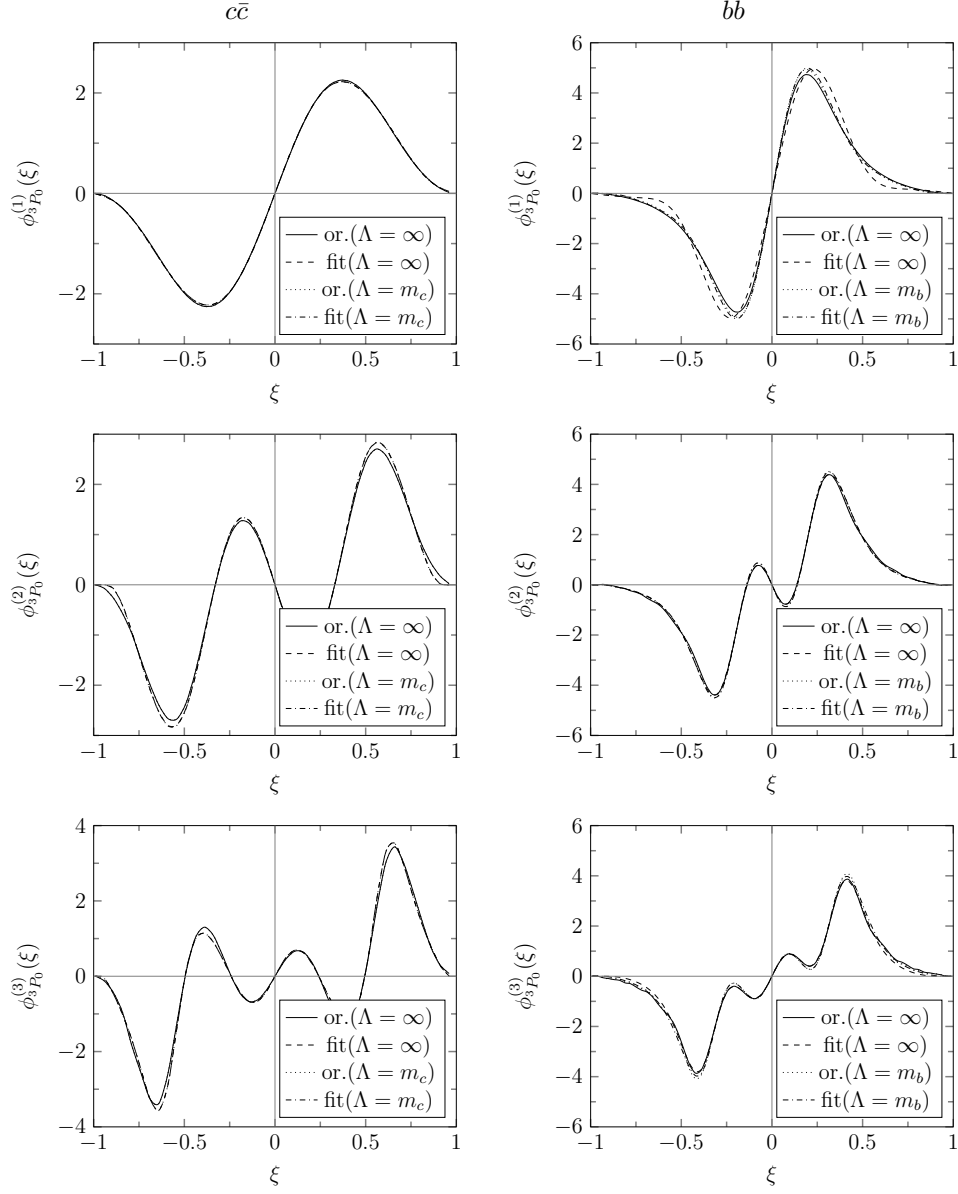 cc̄ bb
ϕ_{³P₀}^{(1)}(ξ)
2
0
−2
−1 −0.5 0 0.5 1
ξ
or.(Λ = ∞)
fit(Λ = ∞)
or.(Λ = m_c)
fit(Λ = m_c)
ϕ_{³P₀}^{(1)}(ξ)
6
4
2
0
−2
−4
−6
−1 −0.5 0 0.5 1
ξ
or.(Λ = ∞)
fit(Λ = ∞)
or.(Λ = m_b)
fit(Λ = m_b)
ϕ_{³P₀}^{(2)}(ξ)
2
0
−2
−1 −0.5 0 0.5 1
ξ
or.(Λ = ∞)
fit(Λ = ∞)
or.(Λ = m_c)
fit(Λ = m_c)
ϕ_{³P₀}^{(2)}(ξ)
6
4
2
0
−2
−4
−6
−1 −0.5 0 0.5 1
ξ
or.(Λ = ∞)
fit(Λ = ∞)
or.(Λ = m_b)
fit(Λ = m_b)
ϕ_{³P₀}^{(3)}(ξ)
4
2
0
−2
−4
−1 −0.5 0 0.5 1
ξ
or.(Λ = ∞)
fit(Λ = ∞)
or.(Λ = m_c)
fit(Λ = m_c)
ϕ_{³P₀}^{(3)}(ξ)
6
4
2
0
−2
−4
−6
−1 −0.5 0 0.5 1
ξ
or.(Λ = ∞)
fit(Λ = ∞)
or.(Λ = m_b)
fit(Λ = m_b)